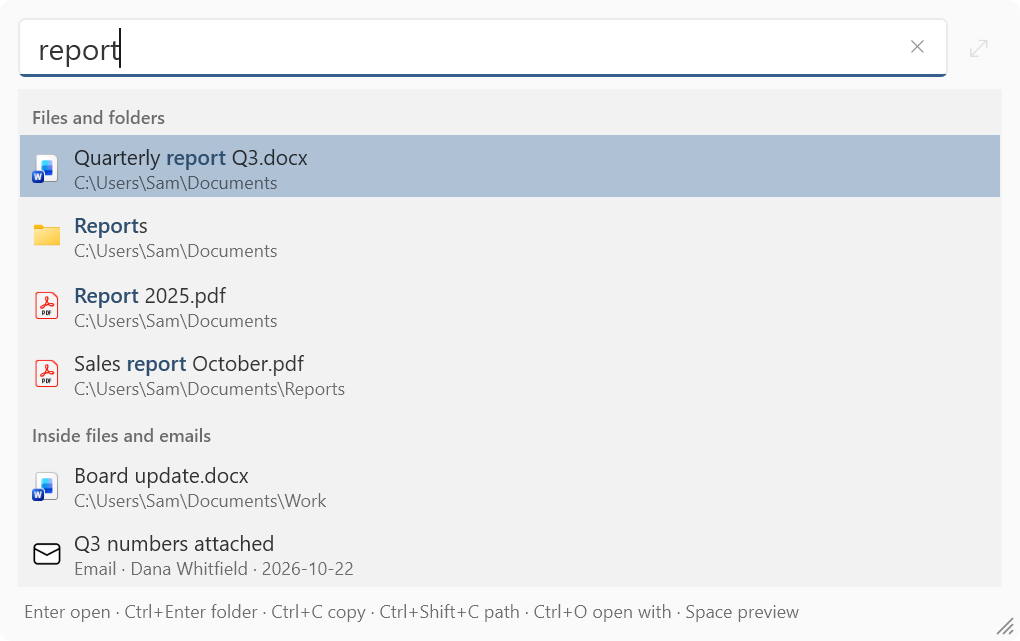 report
Files and folders
Quarterly report Q3.docx
C:\Users\Sam\Documents
Reports
C:\Users\Sam\Documents
Report 2025.pdf
C:\Users\Sam\Documents
Sales report October.pdf
C:\Users\Sam\Documents\Reports
Inside files and emails
Board update.docx
C:\Users\Sam\Documents\Work
Q3 numbers attached
Email · Dana Whitfield · 2026-10-22
Enter open · Ctrl+Enter folder · Ctrl+C copy · Ctrl+Shift+C path · Ctrl+O open with · Space preview